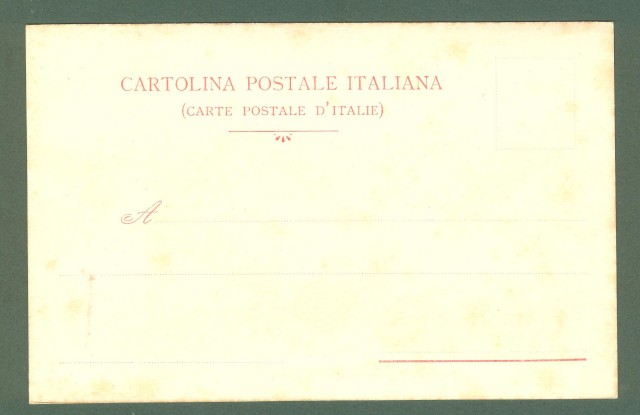 CARTOLINA POSTALE ITALIANA
(CARTE POSTALE D'ITALIE)
A